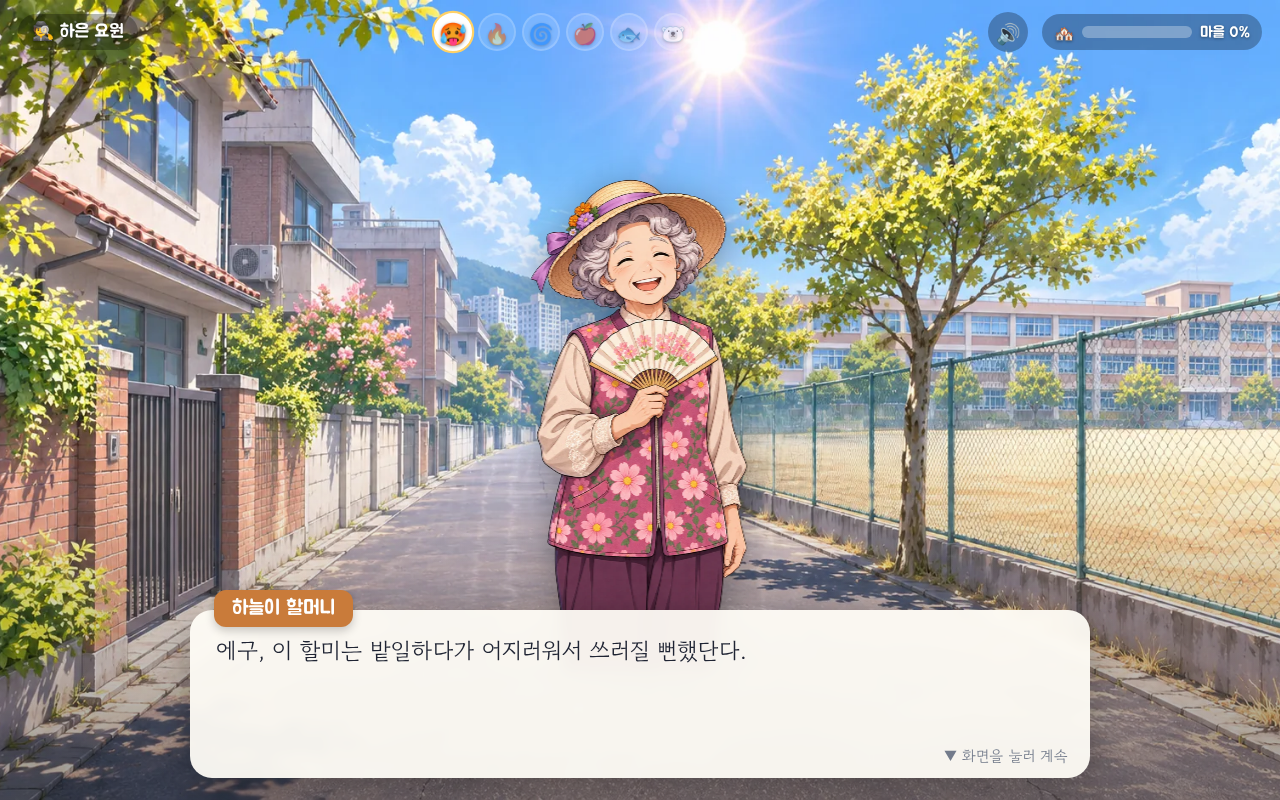 하은 요원
마을 0%
하늘이 할머니
에구, 이 할미는 밭일하다가 어지러워서 쓰러질 뻔했단다.
▼ 화면을 눌러 계속